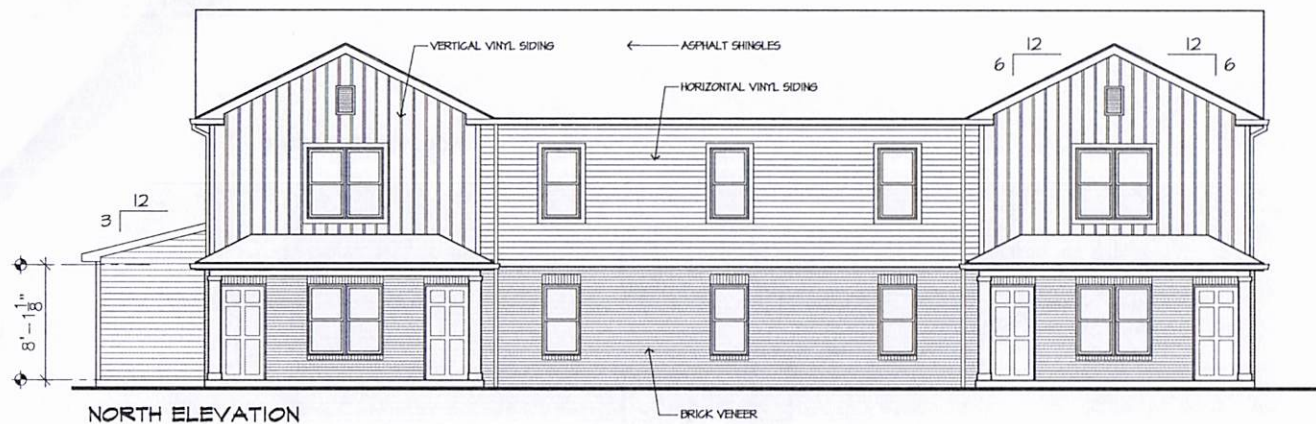 VERTICAL VINYL SIDING
ASPHALT SHINGLES
HORIZONTAL VINYL SIDING
12
6
12
6
12
3
8'-1 1/8"
NORTH ELEVATION
BRICK VENEER